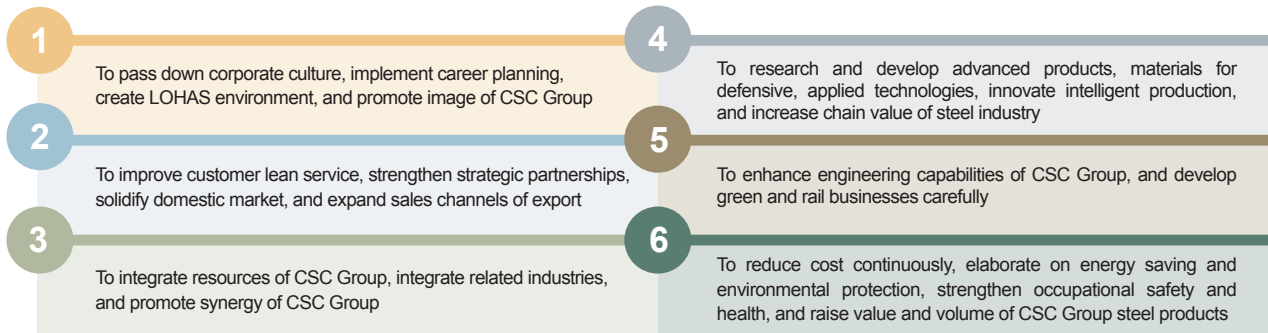 1
To pass down corporate culture, implement career planning,
create LOHAS environment, and promote image of CSC Group
2
To improve customer lean service, strengthen strategic partnerships,
solidify domestic market, and expand sales channels of export
3
To integrate resources of CSC Group, integrate related industries,
and promote synergy of CSC Group
4
To research and develop advanced products, materials for
defensive, applied technologies, innovate intelligent production,
and increase chain value of steel industry
5
To enhance engineering capabilities of CSC Group, and develop
green and rail businesses carefully
6
To reduce cost continuously, elaborate on energy saving and
environmental protection, strengthen occupational safety and
health, and raise value and volume of CSC Group steel products